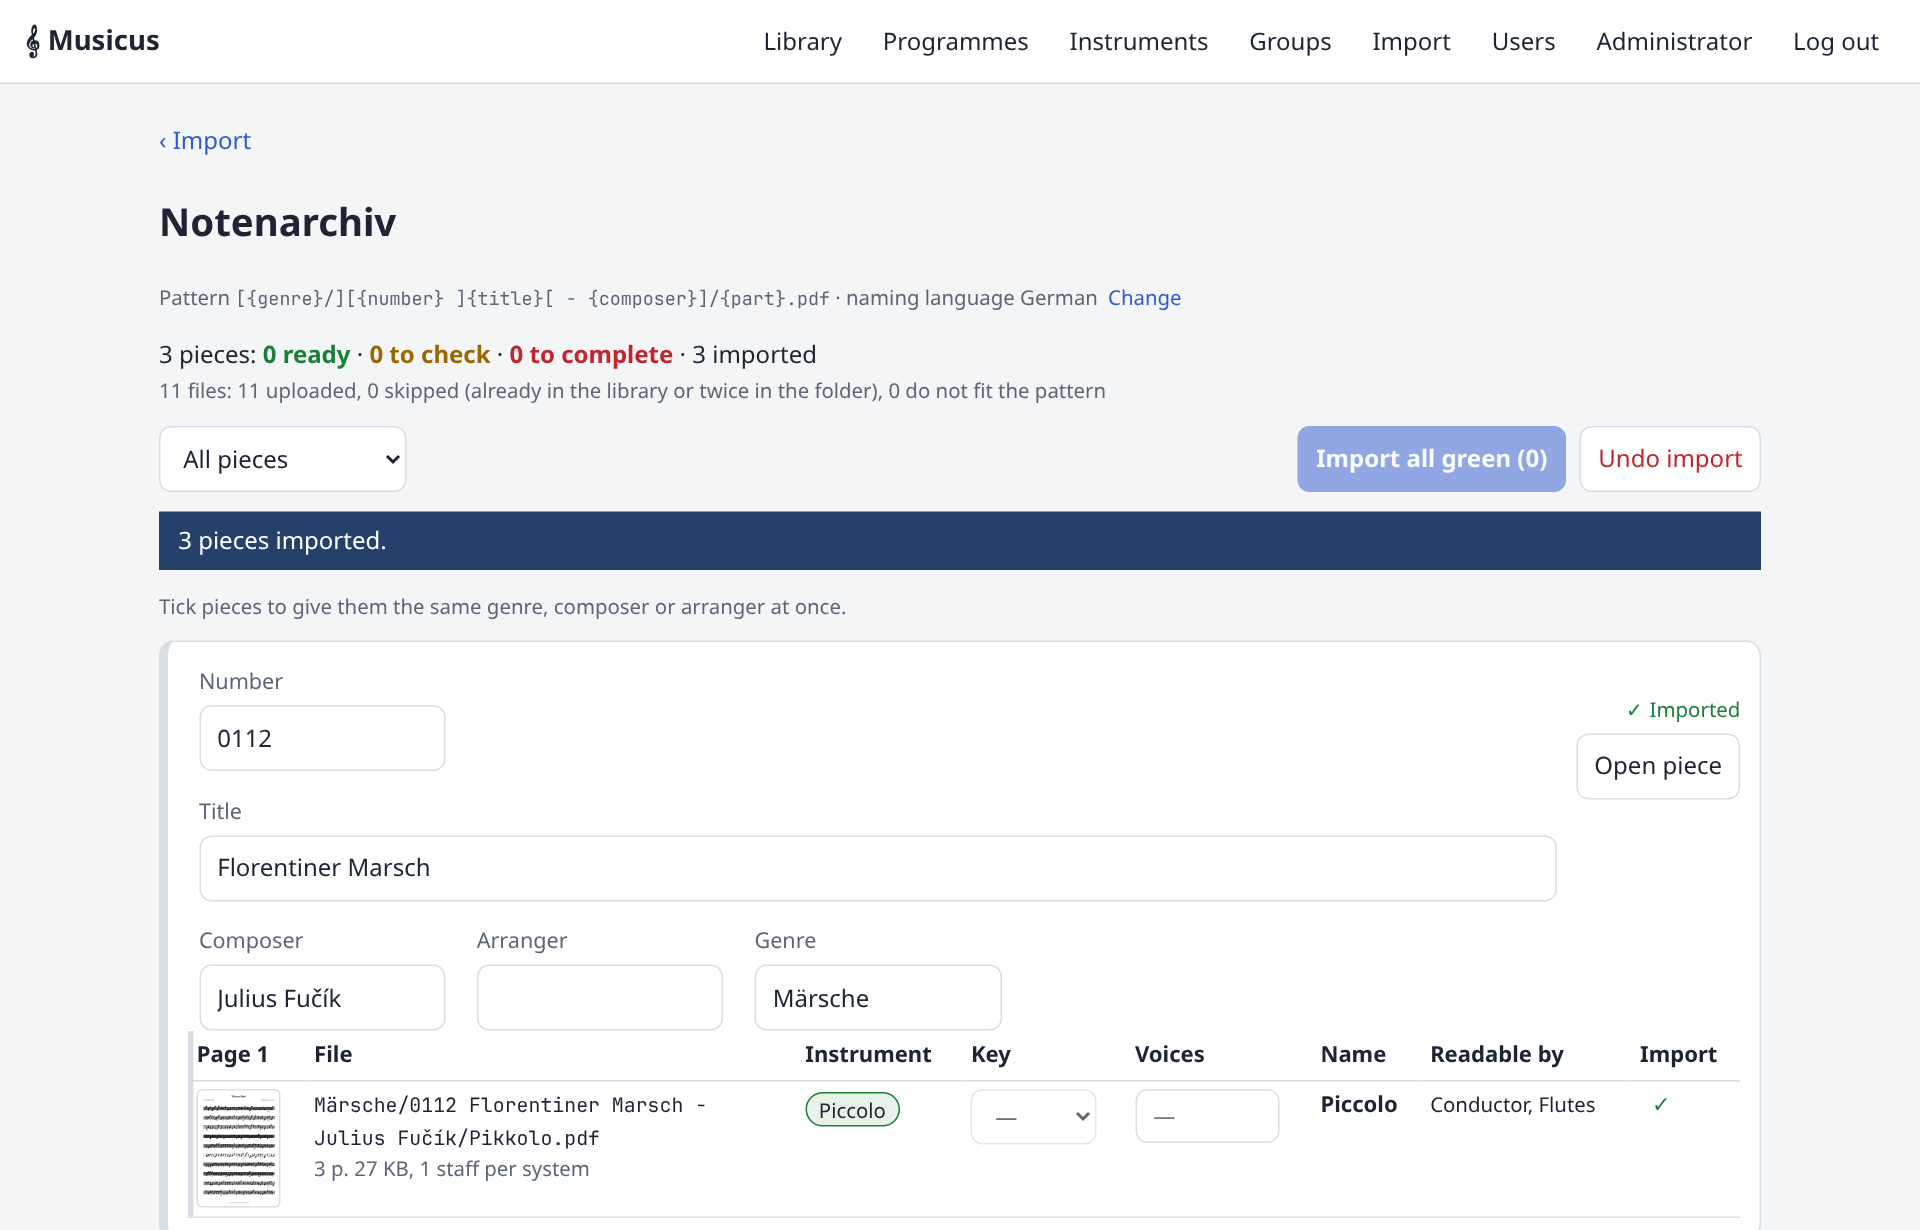 Musicus
Library Programmes Instruments Groups Import Users Administrator Log out
‹ Import
Notenarchiv
Pattern [{genre}/][{number} ]{title}[ - {composer}]/{part}.pdf · naming language German Change
3 pieces: 0 ready · 0 to check · 0 to complete · 3 imported
11 files: 11 uploaded, 0 skipped (already in the library or twice in the folder), 0 do not fit the pattern
All pieces
Import all green (0)
Undo import
3 pieces imported.
Tick pieces to give them the same genre, composer or arranger at once.
Number
0112
✓ Imported
Open piece
Title
Florentiner Marsch
Composer Arranger Genre
Julius Fučík Märsche
Page 1 File Instrument Key Voices Name Readable by Import
Märsche/0112 Florentiner Marsch - Piccolo — — Piccolo Conductor, Flutes ✓
Julius Fučík/Pikkolo.pdf
3 p. 27 KB, 1 staff per system